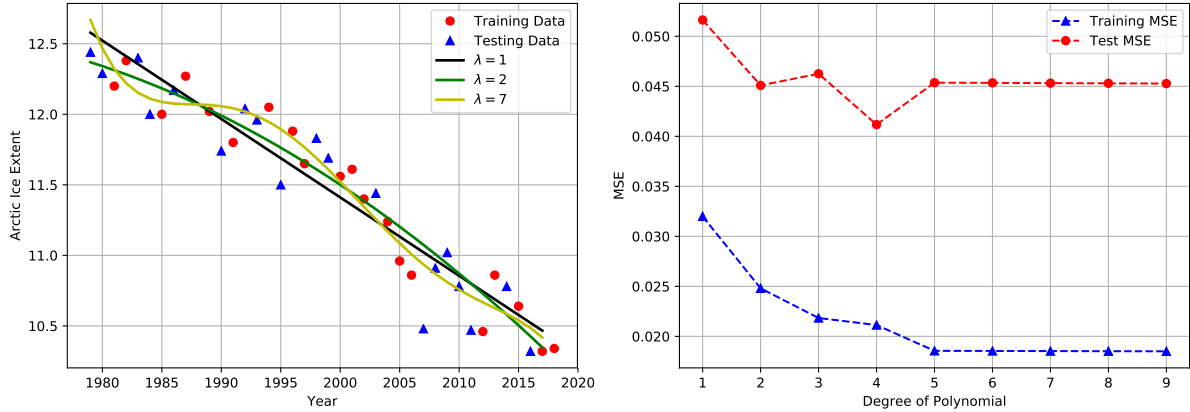 12.5
12.0
11.5
11.0
10.5
Arctic Ice Extent
1980 1985 1990 1995 2000 2005 2010 2015 2020
Year
Training Data
Testing Data
λ = 1
λ = 2
λ = 7
0.050
0.045
0.040
0.035
0.030
0.025
0.020
MSE
1 2 3 4 5 6 7 8 9
Degree of Polynomial
Training MSE
Test MSE